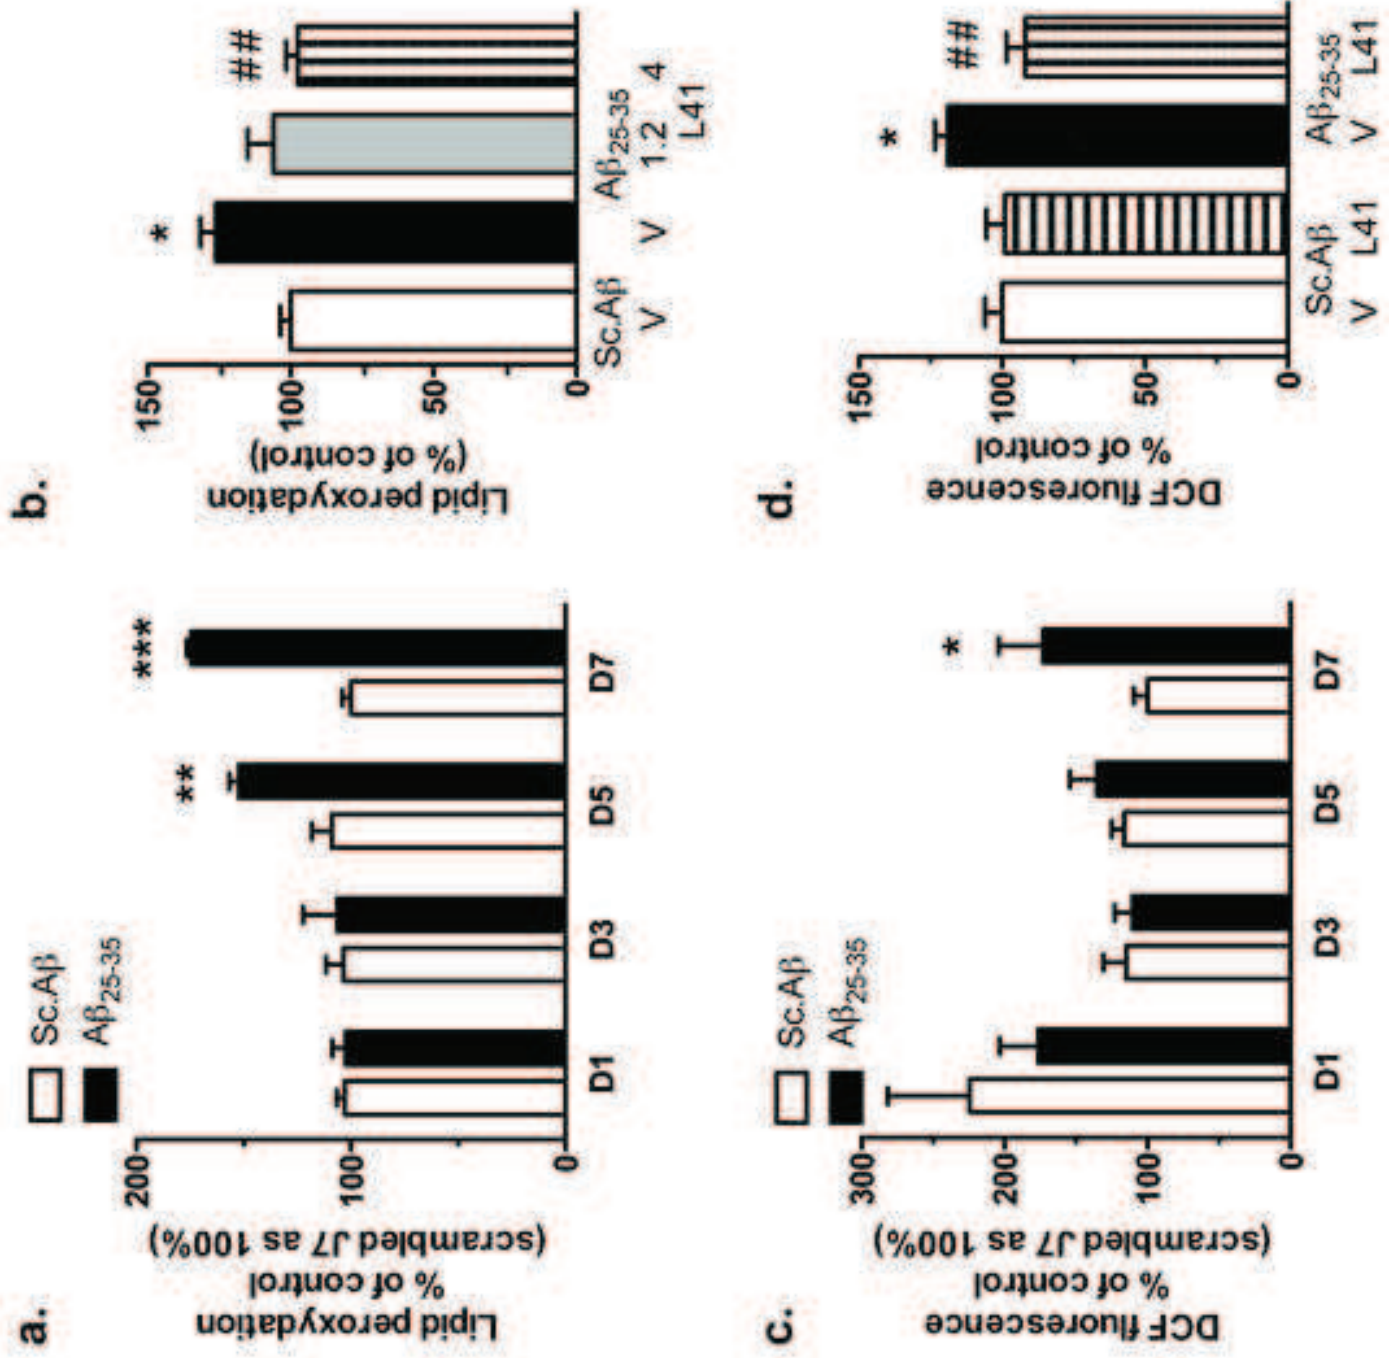 a.
Sc.Aβ
Aβ25-35
Lipid peroxydation
% of control
(scrambled J7 as 100%)
200
100
0
**
***
D1 D3 D5 D7
b.
Lipid peroxydation
(% of control)
150
100
50
0
*
##
Sc.Aβ Aβ25-35
V V 1.2 4
L41
c.
Sc.Aβ
Aβ25-35
DCF fluorescence
% of control
(scrambled J7 as 100%)
300
200
100
0
*
D1 D3 D5 D7
d.
DCF fluorescence
% of control
150
100
50
0
*
##
Sc.Aβ Aβ25-35
V L41 V L41